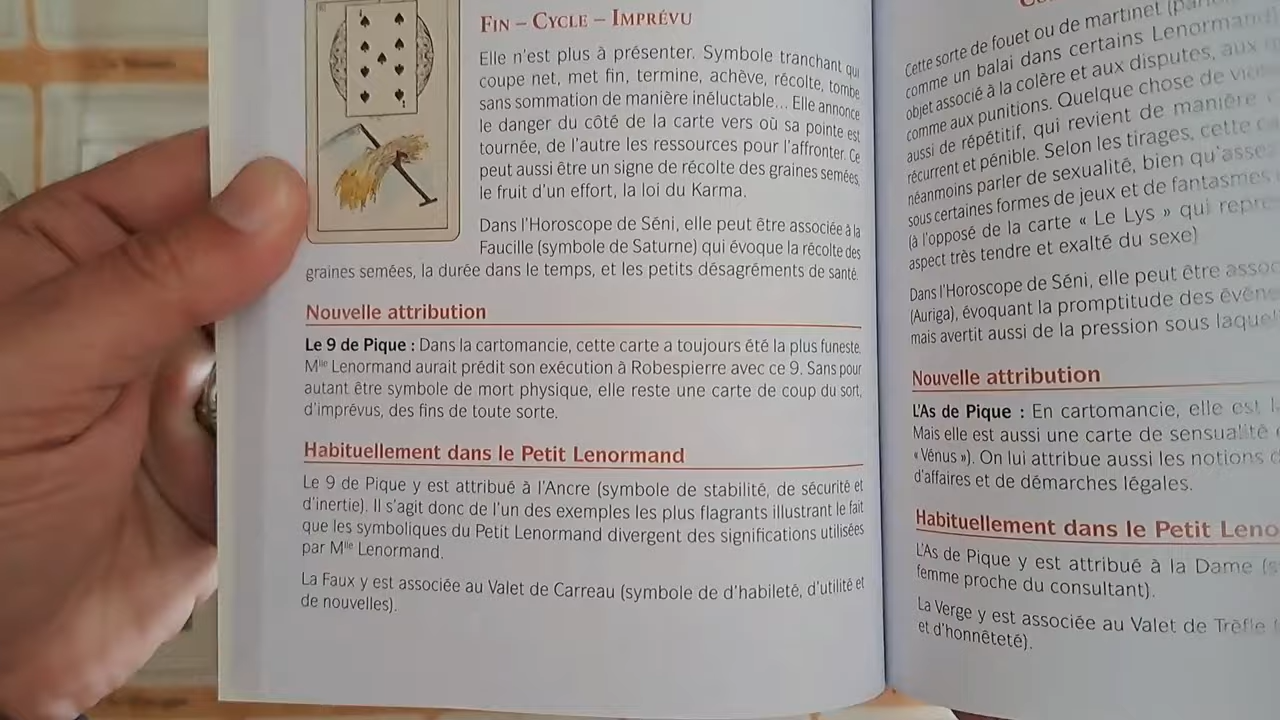 FIN – CYCLE – IMPRÉVU
Elle n'est plus à présenter. Symbole tranchant qui
coupe net, met fin, termine, achève, récolte, tombe
sans sommation de manière inéluctable... Elle annonce
le danger du côté de la carte vers où sa pointe est
tournée, de l'autre les ressources pour l'affronter. Ce
peut aussi être un signe de récolte des graines semées,
le fruit d'un effort, la loi du Karma.
Dans l'Horoscope de Séni, elle peut être associée à la
Faucille (symbole de Saturne) qui évoque la récolte des
graines semées, la durée dans le temps, et les petits désagréments de santé.
Nouvelle attribution
Le 9 de Pique : Dans la cartomancie, cette carte a toujours été la plus funeste.
Mlle Lenormand aurait prédit son exécution à Robespierre avec ce 9. Sans pour
autant être symbole de mort physique, elle reste une carte de coup du sort,
d'imprévus, des fins de toute sorte.
Habituellement dans le Petit Lenormand
Le 9 de Pique y est attribué à l'Ancre (symbole de stabilité, de sécurité et
d'inertie). Il s'agit donc de l'un des exemples les plus flagrants illustrant le fait
que les symboliques du Petit Lenormand divergent des significations utilisées
par Mlle Lenormand.
La Faux y est associée au Valet de Carreau (symbole de d'habileté, d'utilité et
de nouvelles).
Cette sorte de fouet ou de martinet
comme un balai dans certains Lenormand
objet associé à la colère et aux disputes, aux
comme aux punitions. Quelque chose de
aussi de répétitif, qui revient de manière
récurrent et pénible. Selon les tirages, cette
néanmoins parler de sexualité, bien qu'assez
sous certaines formes de jeux et de fantasmes
(à l'opposé de la carte « Le Lys » qui
aspect très tendre et exalté du sexe)
Dans l'Horoscope de Séni, elle peut être
(Auriga), évoquant la promptitude des
mais avertit aussi de la pression sous
Nouvelle attribution
L'As de Pique : En cartomancie, elle est
Mais elle est aussi une carte de sensualité
« Vénus »). On lui attribue aussi les notions
d'affaires et de démarches légales.
Habituellement dans le Petit
L'As de Pique y est attribué à la Dame
femme proche du consultant).
La Verge y est associée au Valet de Trèfle
et d'honnêteté).